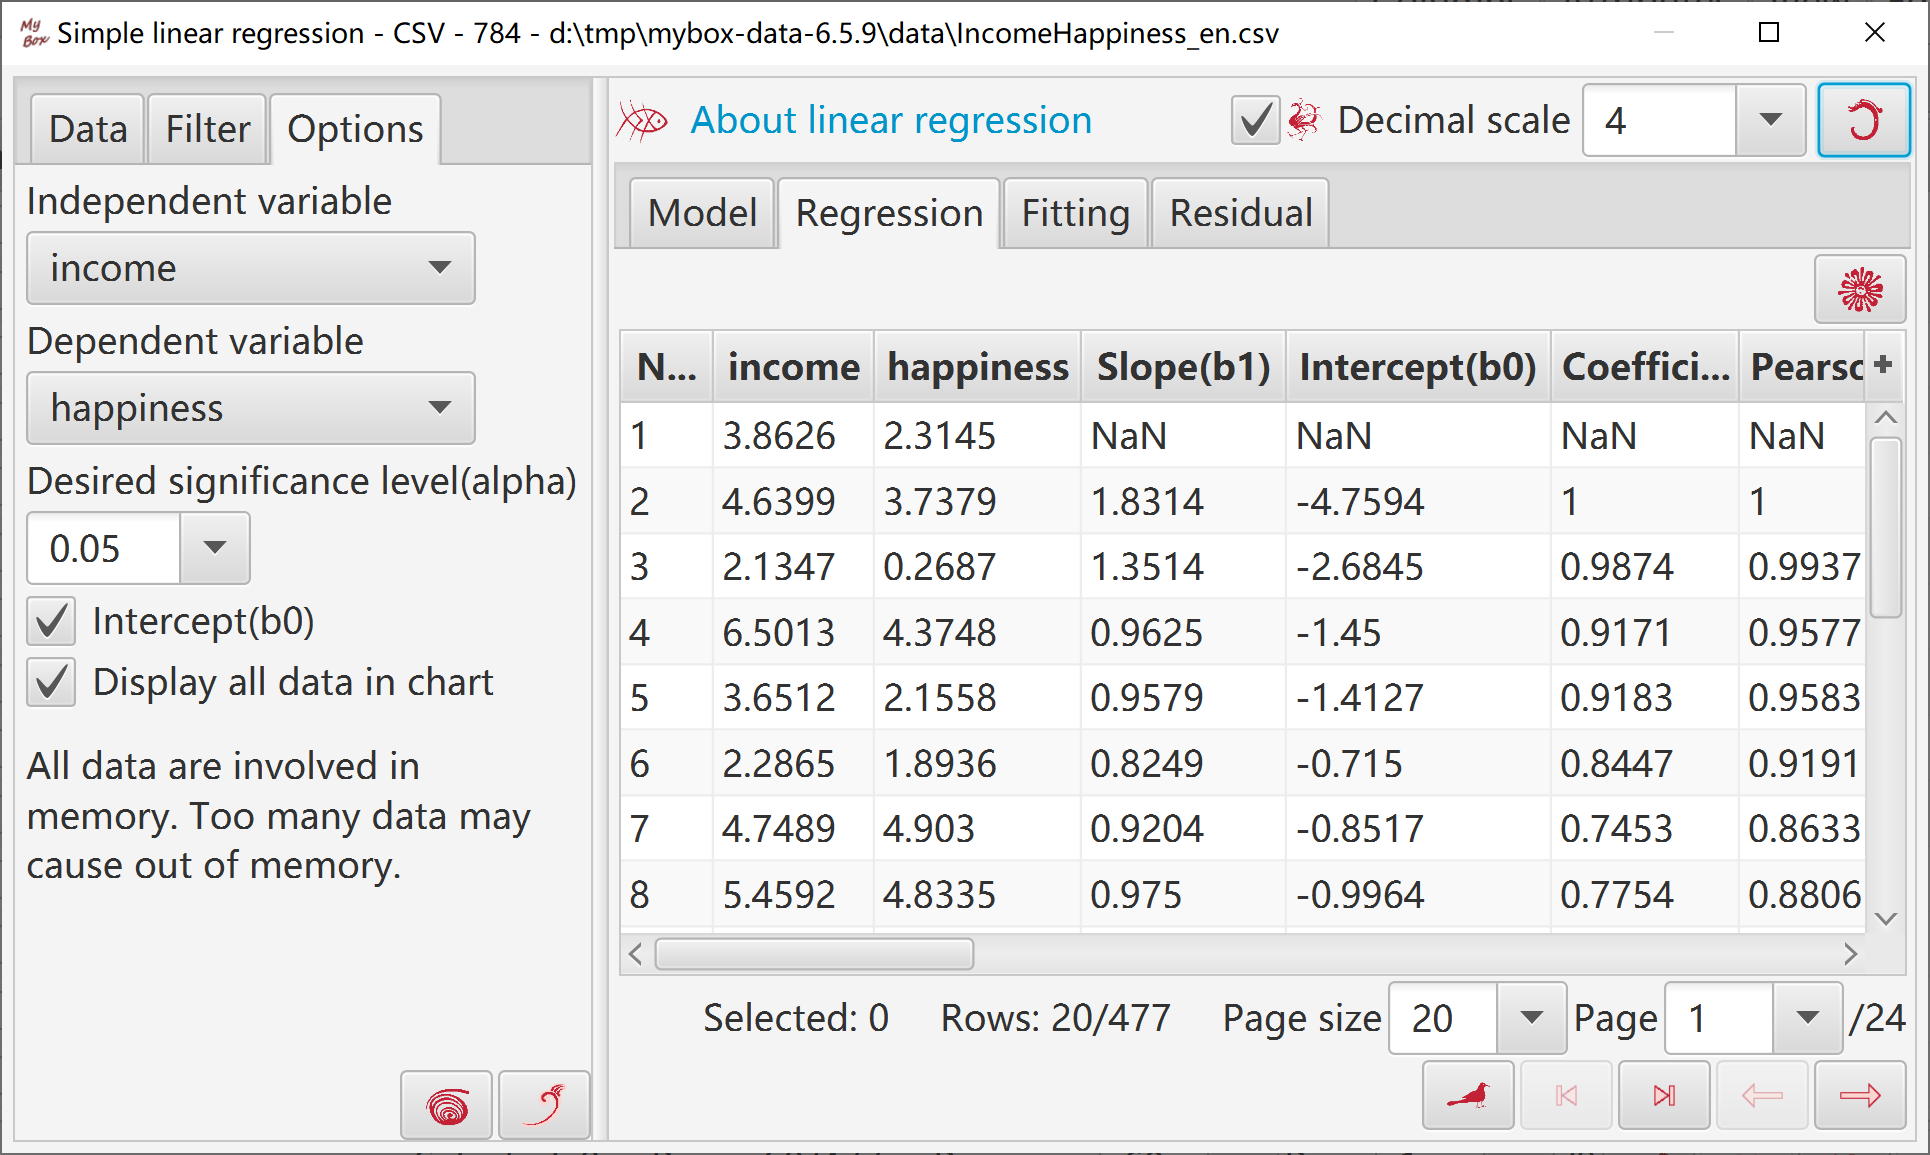 My Box Simple linear regression - CSV - 784 - d:\tmp\mybox-data-6.5.9\data\IncomeHappiness_en.csv
Data Filter Options
Independent variable
income
Dependent variable
happiness
Desired significance level(alpha)
0.05
Intercept(b0)
Display all data in chart
All data are involved in
memory. Too many data may
cause out of memory.
About linear regression Decimal scale 4
Model Regression Fitting Residual
N... income happiness Slope(b1) Intercept(b0) Coeffici... Pearsc +
1 3.8626 2.3145 NaN NaN NaN NaN
2 4.6399 3.7379 1.8314 -4.7594 1 1
3 2.1347 0.2687 1.3514 -2.6845 0.9874 0.9937
4 6.5013 4.3748 0.9625 -1.45 0.9171 0.9577
5 3.6512 2.1558 0.9579 -1.4127 0.9183 0.9583
6 2.2865 1.8936 0.8249 -0.715 0.8447 0.9191
7 4.7489 4.903 0.9204 -0.8517 0.7453 0.8633
8 5.4592 4.8335 0.975 -0.9964 0.7754 0.8806
Selected: 0 Rows: 20/477 Page size 20 Page 1 /24